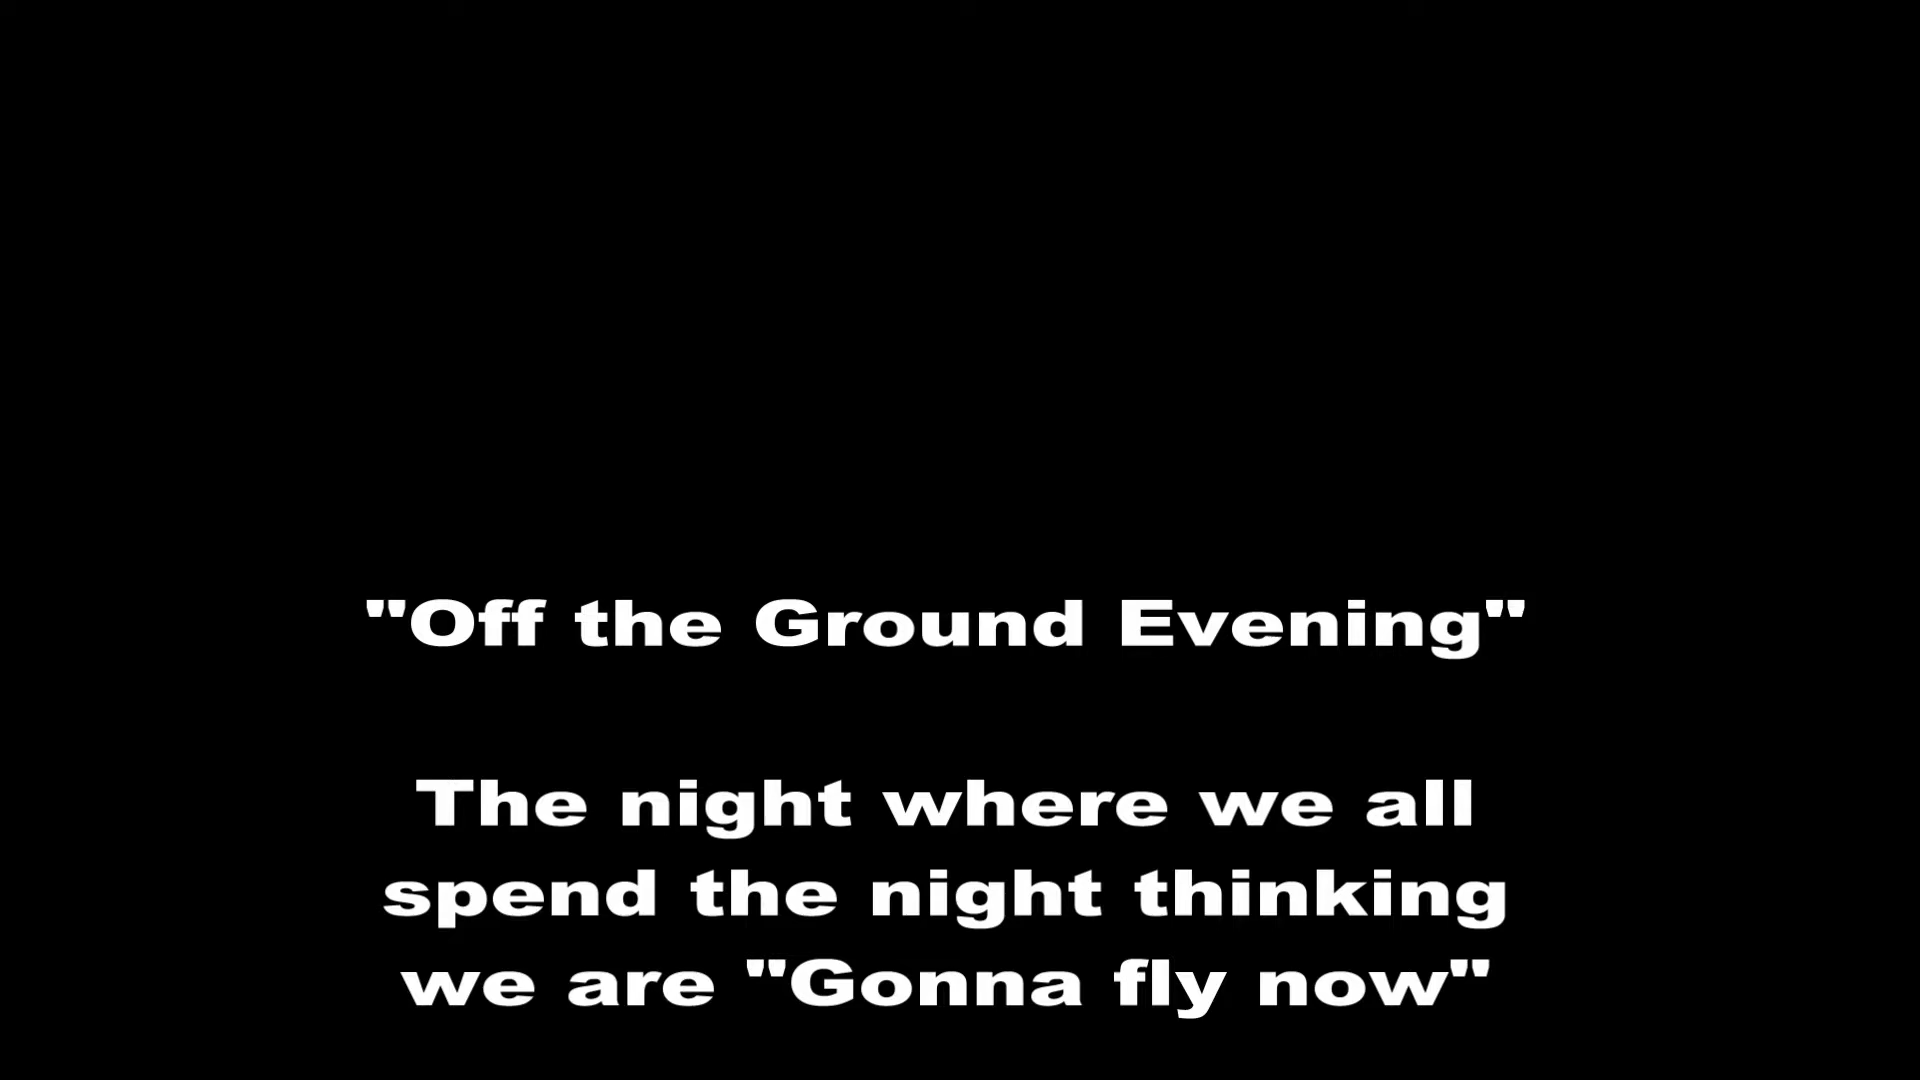 "Off the Ground Evening"
The night where we all
spend the night thinking
we are "Gonna fly now"